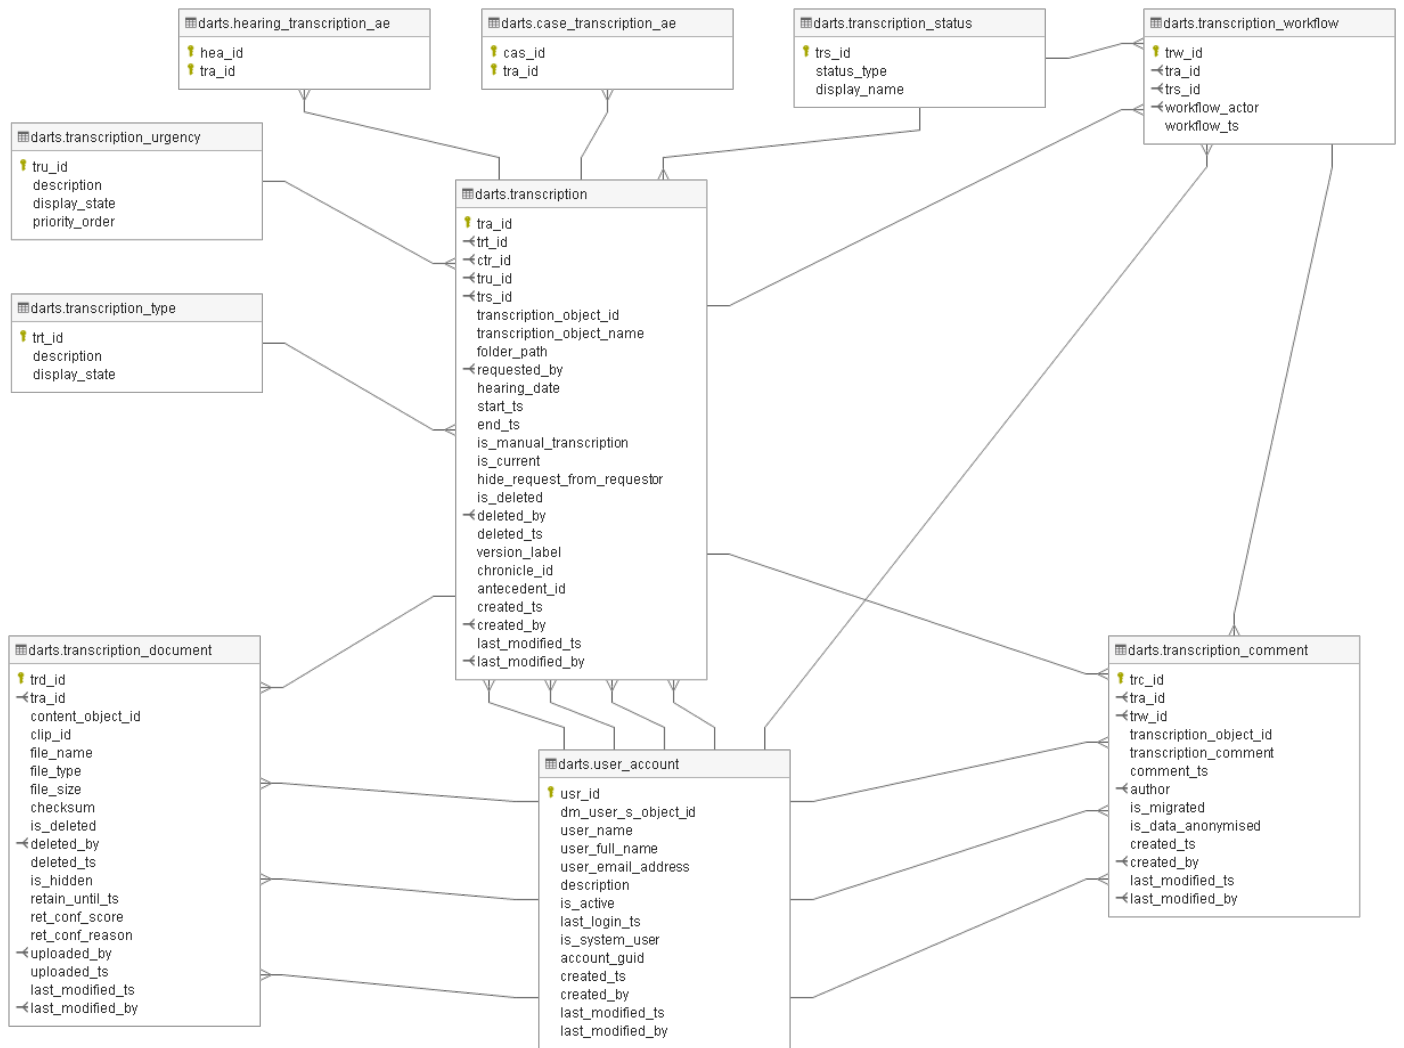 darts.hearing_transcription_ae
hea_id
tra_id
darts.case_transcription_ae
cas_id
tra_id
darts.transcription_status
trs_id
status_type
display_name
darts.transcription_workflow
trw_id
tra_id
trs_id
workflow_actor
workflow_ts
darts.transcription_urgency
tru_id
description
display_state
priority_order
darts.transcription_type
trt_id
description
display_state
darts.transcription
tra_id
trt_id
ctr_id
tru_id
trs_id
transcription_object_id
transcription_object_name
folder_path
requested_by
hearing_date
start_ts
end_ts
is_manual_transcription
is_current
hide_request_from_requestor
is_deleted
deleted_by
deleted_ts
version_label
chronicle_id
antecedent_id
created_ts
created_by
last_modified_ts
last_modified_by
darts.transcription_document
trd_id
tra_id
content_object_id
clip_id
file_name
file_type
file_size
checksum
is_deleted
deleted_by
deleted_ts
is_hidden
retain_until_ts
ret_conf_score
ret_conf_reason
uploaded_by
uploaded_ts
last_modified_ts
last_modified_by
darts.user_account
usr_id
dm_user_s_object_id
user_name
user_full_name
user_email_address
description
is_active
last_login_ts
is_system_user
account_guid
created_ts
created_by
last_modified_ts
last_modified_by
darts.transcription_comment
trc_id
tra_id
trw_id
transcription_object_id
transcription_comment
comment_ts
author
is_migrated
is_data_anonymised
created_ts
created_by
last_modified_ts
last_modified_by